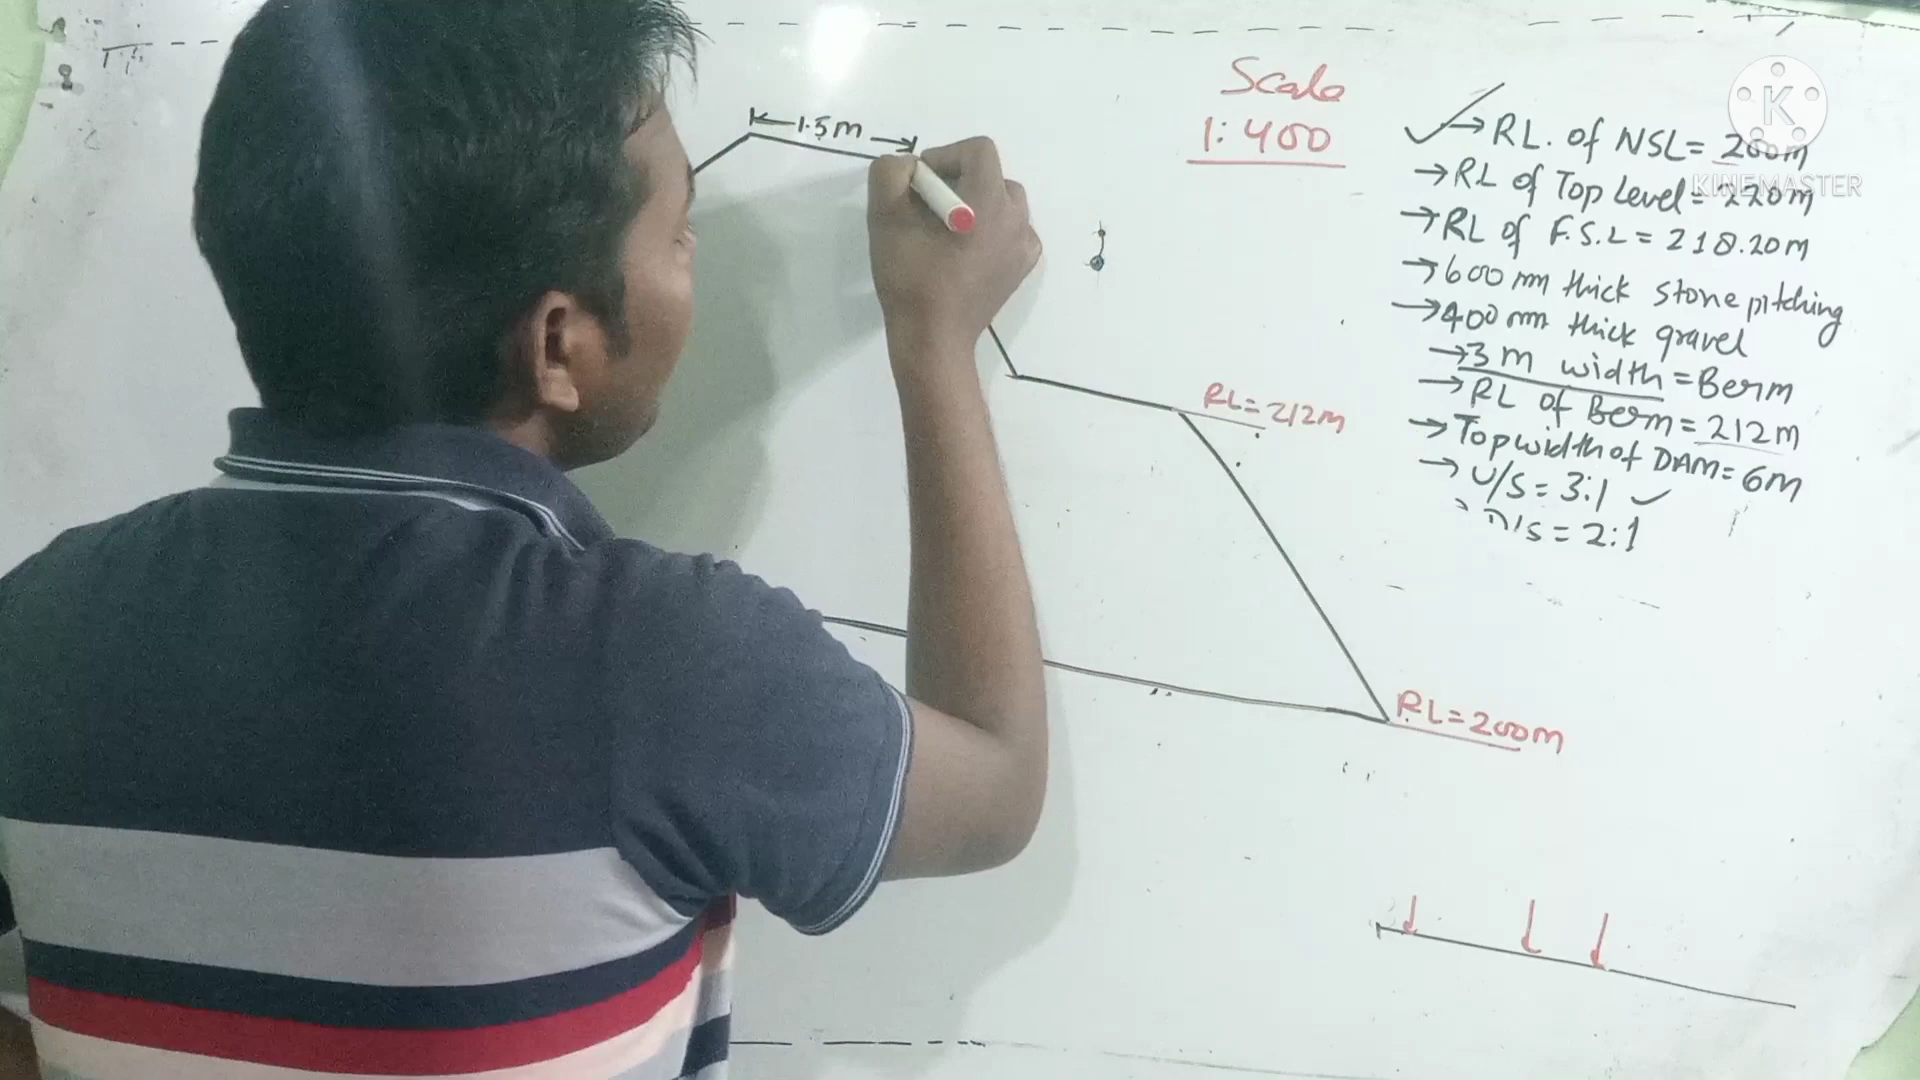 Scale
1:400
1.5m
→ RL. of NSL = 200m
→ RL of Top Level = 220m
→ RL of F.S.L = 218.20m
→ 600 mm thick stone pitching
→ 400 mm thick gravel
→ 3 m width = Berm
→ RL of Berm = 212m
→ Top width of DAM = 6m
→ U/S = 3:1 ✓
D/S = 2:1
RL = 212m
RL = 200m
K
KINEMASTER